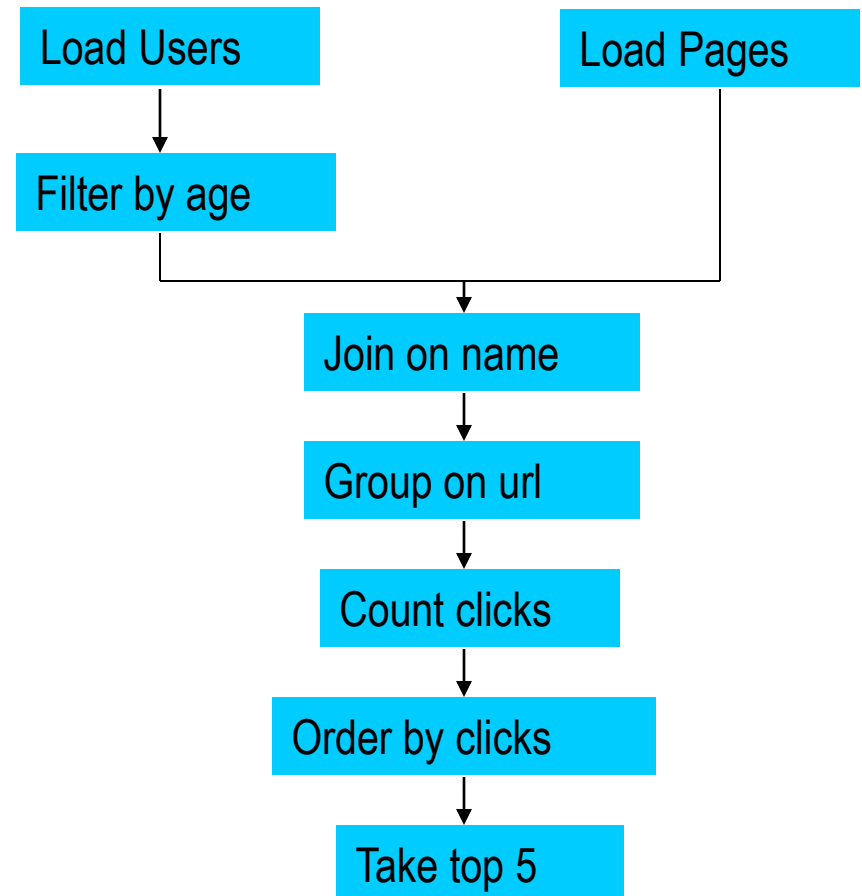 Load Users
Load Pages
Filter by age
Join on name
Group on url
Count clicks
Order by clicks
Take top 5